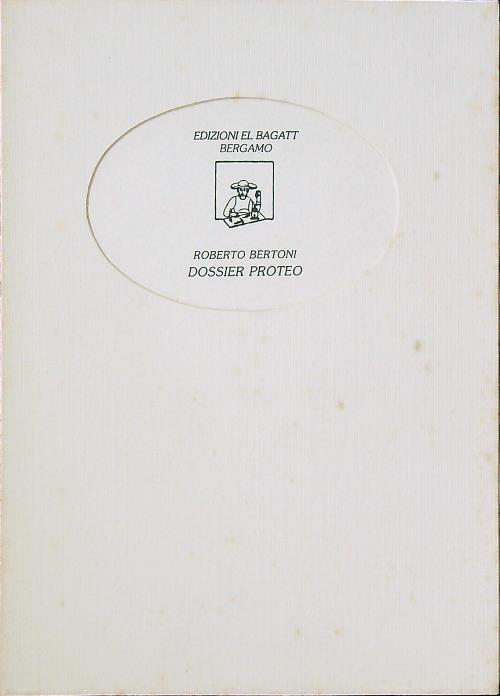 EDIZIONI EL BAGATT
BERGAMO
ROBERTO BERTONI
DOSSIER PROTEO